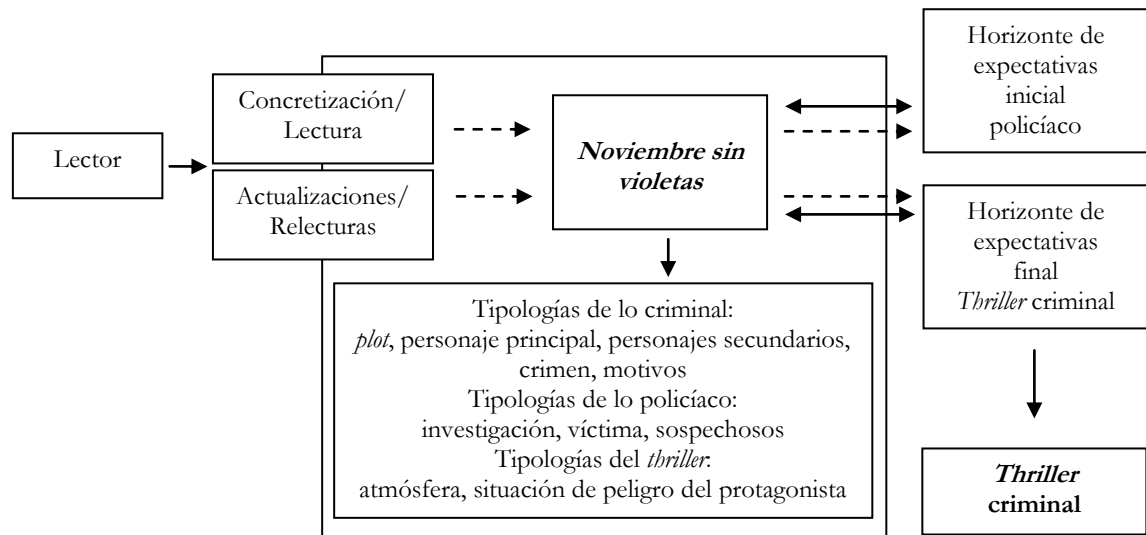 Lector
Concretización/
Lectura
Actualizaciones/
Relecturas
Noviembre sin
violetas
Tipologías de lo criminal:
plot, personaje principal, personajes secundarios,
crimen, motivos
Tipologías de lo policíaco:
investigación, víctima, sospechosos
Tipologías del thriller:
atmósfera, situación de peligro del protagonista
Horizonte de
expectativas
inicial
policíaco
Horizonte de
expectativas
final
Thriller criminal
Thriller
criminal